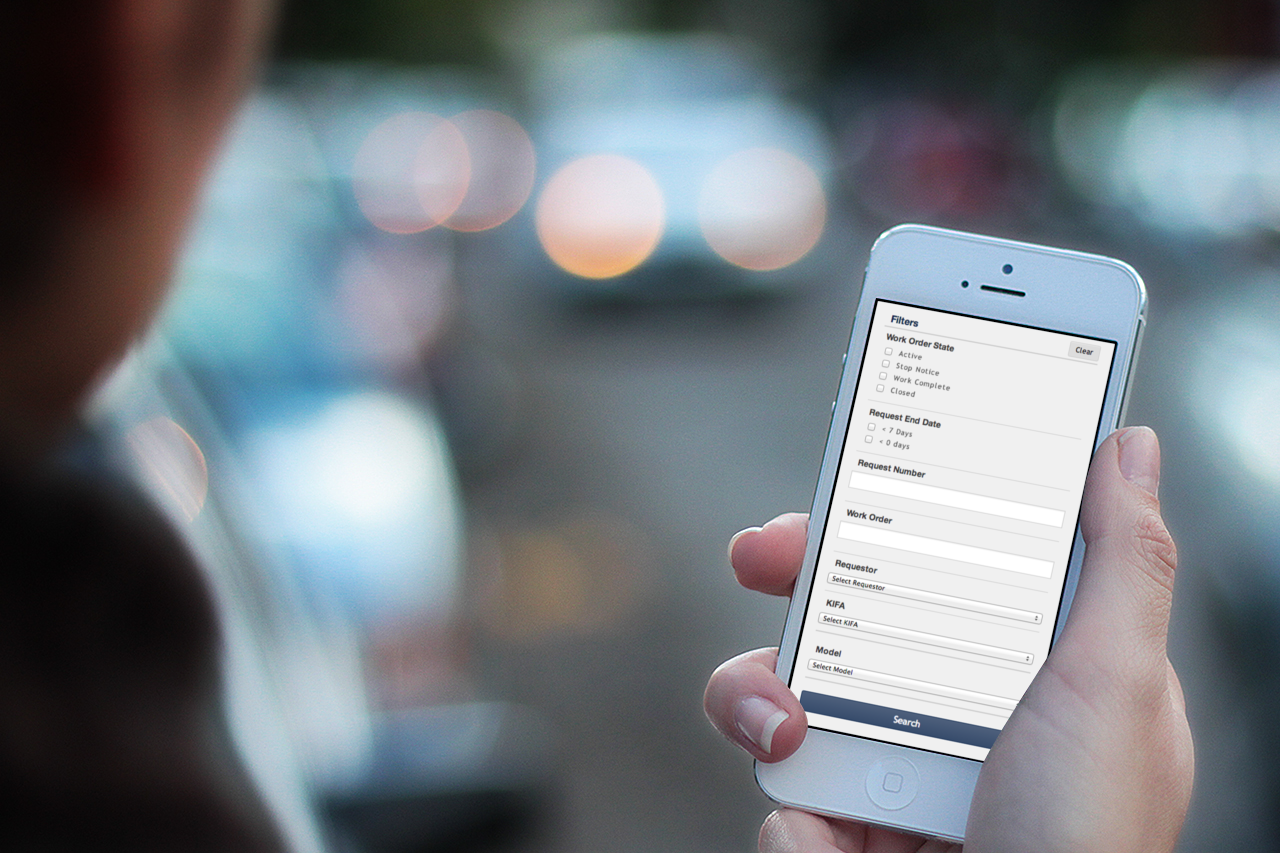 Filters
Clear
Work Order State
Active
Stop Notice
Work Complete
Closed
Request End Date
< 7 Days
< 0 days
Request Number
Work Order
Requestor
Select Requestor
KIFA
Select KIFA
Model
Select Model
Search